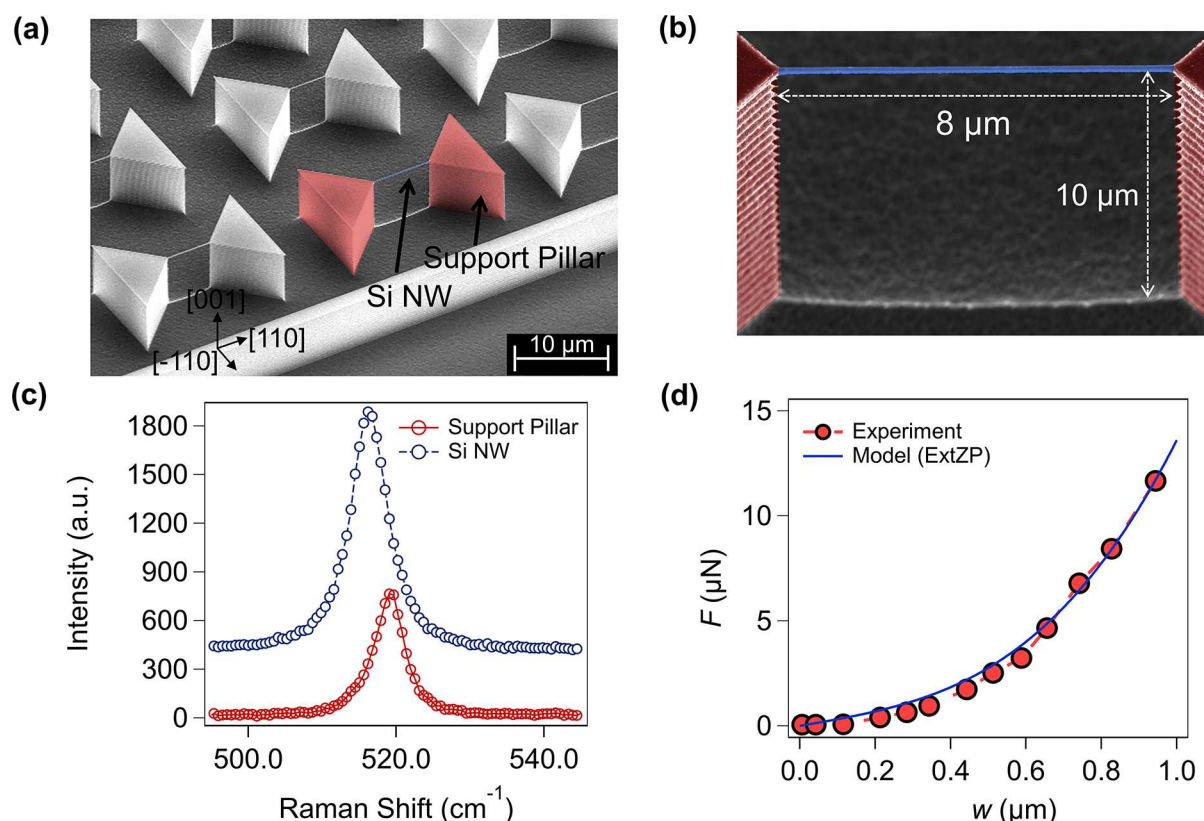 (a)
Support Pillar
Si NW
[001]
[110]
[-110]
10 μm
(b)
8 μm
10 μm
(c)
1800
1500
1200
900
600
300
0
Support Pillar
Si NW
Intensity (a.u.)
500.0 520.0 540.0
Raman Shift (cm⁻¹)
(d)
15
10
5
0
Experiment
Model (ExtZP)
F (μN)
0.0 0.2 0.4 0.6 0.8 1.0
w (μm)